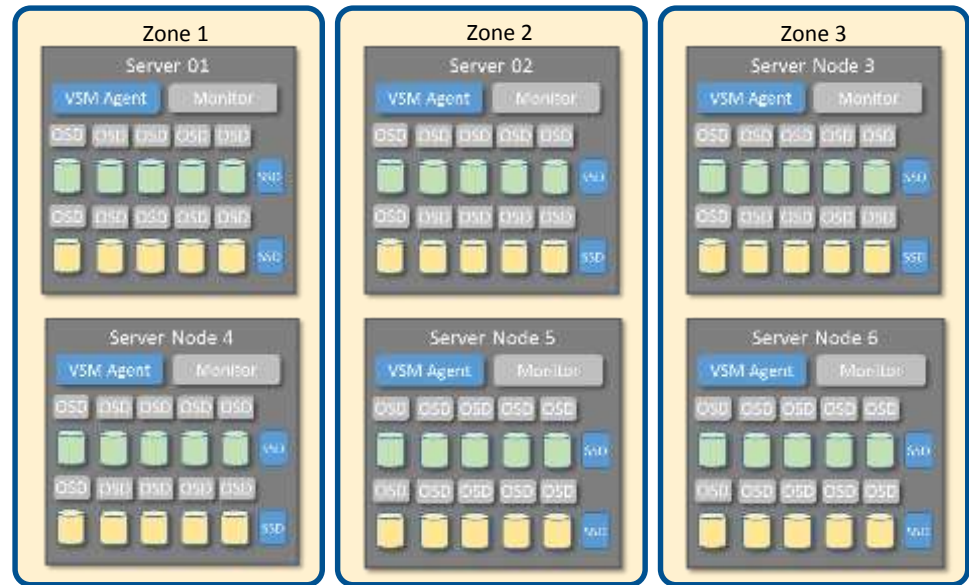 Zone 1
Server 01
VSM Agent Monitor
OSD OSD OSD OSD OSD
SSD
OSD OSD OSD OSD OSD
SSD
Server Node 4
VSM Agent Monitor
OSD OSD OSD OSD OSD
SSD
OSD OSD OSD OSD OSD
SSD
Zone 2
Server 02
VSM Agent Monitor
OSD OSD OSD OSD OSD
SSD
OSD OSD OSD OSD OSD
SSD
Server Node 5
VSM Agent Monitor
OSD OSD OSD OSD OSD
SSD
OSD OSD OSD OSD OSD
SSD
Zone 3
Server Node 3
VSM Agent Monitor
OSD OSD OSD OSD OSD
SSD
OSD OSD OSD OSD OSD
SSD
Server Node 6
VSM Agent Monitor
OSD OSD OSD OSD OSD
SSD
OSD OSD OSD OSD OSD
SSD